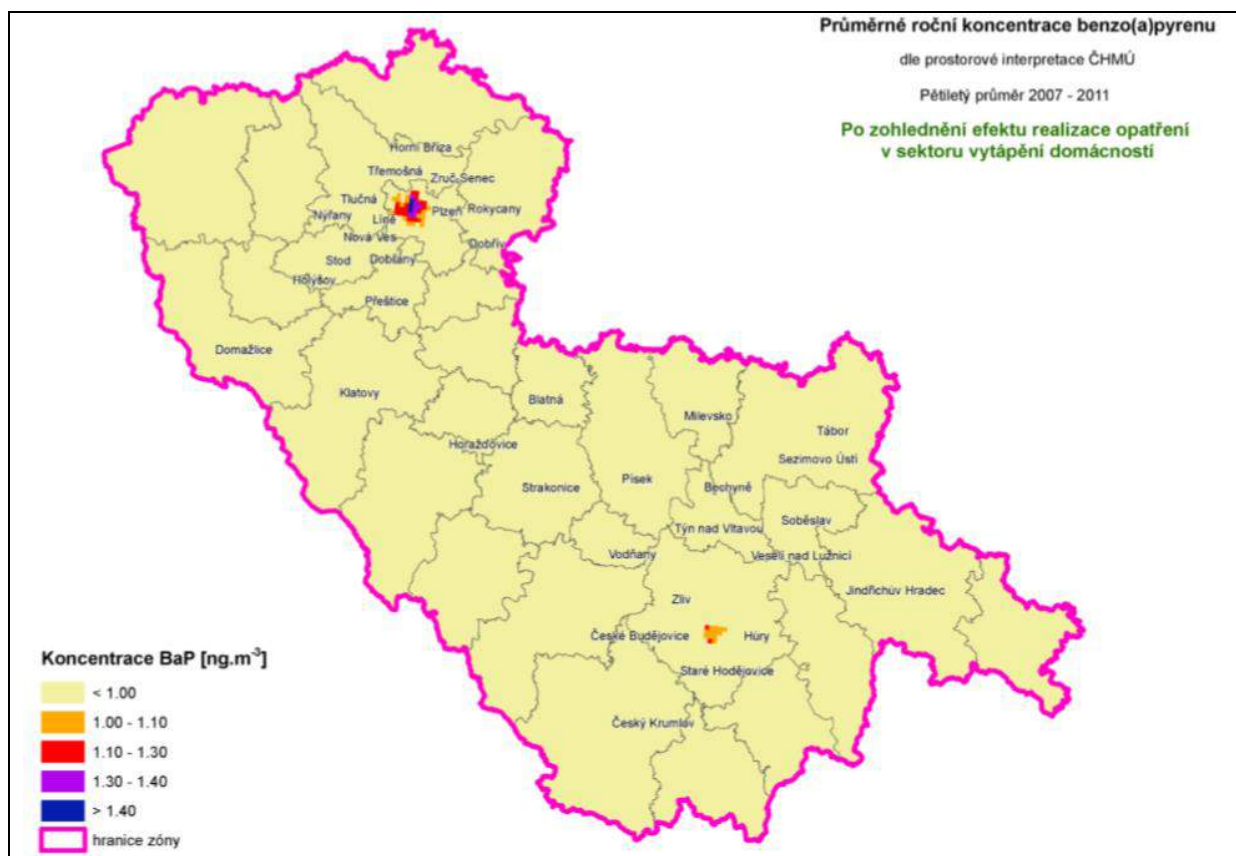 Průměrné roční koncentrace benzo(a)pyrenu
dle prostorové interpretace ČHMÚ
Pětiletý průměr 2007 - 2011
Po zohlednění efektu realizace opatření
v sektoru vytápění domácností
Horní Bříza
Třemošná
Zruč-Senec
Tlučná
Nýřany
Líně
Plzeň
Rokycany
Nová Ves
Dobřív
Stod
Dobřany
Holýšov
Přeštice
Domažlice
Klatovy
Blatná
Milevsko
Tábor
Horažďovice
Sezimovo Ústí
Strakonice
Písek
Bechyně
Týn nad Vltavou
Soběslav
Vodňany
Veselí nad Lužnicí
Jindřichův Hradec
Zliv
České Budějovice
Hůry
Staré Hodějovice
Český Krumlov
Koncentrace BaP [ng.m⁻³]
< 1.00
1.00 - 1.10
1.10 - 1.30
1.30 - 1.40
> 1.40
hranice zóny